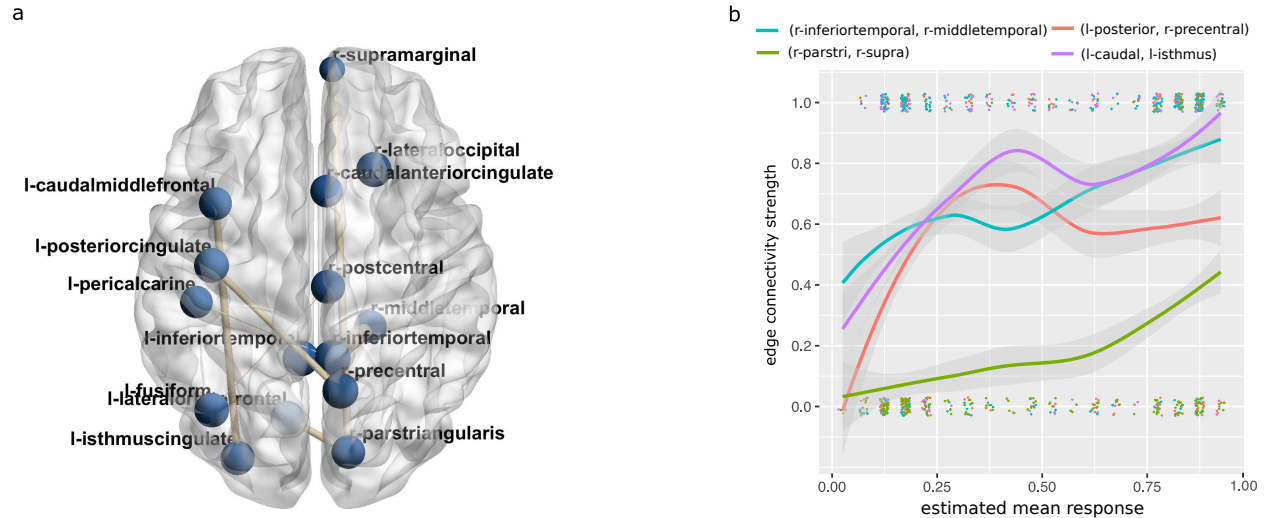 a
r-supramarginal
r-lateraloccipital
r-caudalanteriorcingulate
l-caudalmiddlefrontal
l-posteriorcingulate
r-postcentral
l-pericalcarine
r-middletemporal
l-inferiortemporal
r-inferiortemporal
r-precentral
l-fusiform
l-lateralorbitofrontal
r-parstriangularis
l-isthmuscingulate
b
(r-inferiortemporal, r-middletemporal)
(l-posterior, r-precentral)
(r-parstri, r-supra)
(l-caudal, l-isthmus)
edge connectivity strength
1.0
0.8
0.6
0.4
0.2
0.0
0.00
0.25
0.50
0.75
1.00
estimated mean response